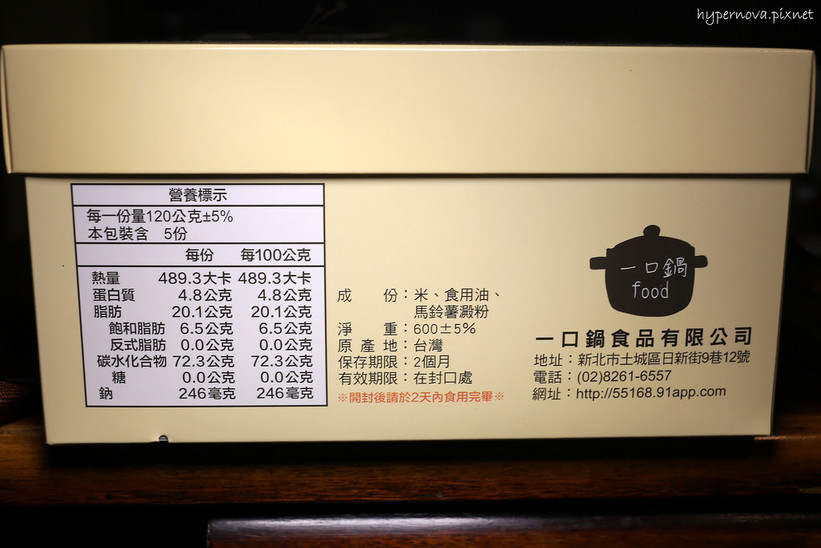 hypernova.pixnet
營養標示
每一份量120公克±5%
本包裝含 5份
每份 每100公克
熱量 489.3大卡 489.3大卡
蛋白質 4.8公克 4.8公克
脂肪 20.1公克 20.1公克
飽和脂肪 6.5公克 6.5公克
反式脂肪 0.0公克 0.0公克
碳水化合物 72.3公克 72.3公克
糖 0.0公克 0.0公克
鈉 246毫克 246毫克
成 份：米、食用油、
馬鈴薯澱粉
淨 重：600±5%
原 產 地：台灣
保存期限：2個月
有效期限：在封口處
※開封後請於2天內食用完畢※
一口鍋
food
一口鍋食品有限公司
地址：新北市土城區日新街9巷12號
電話：(02)8261-6557
網址：http://55168.91app.com